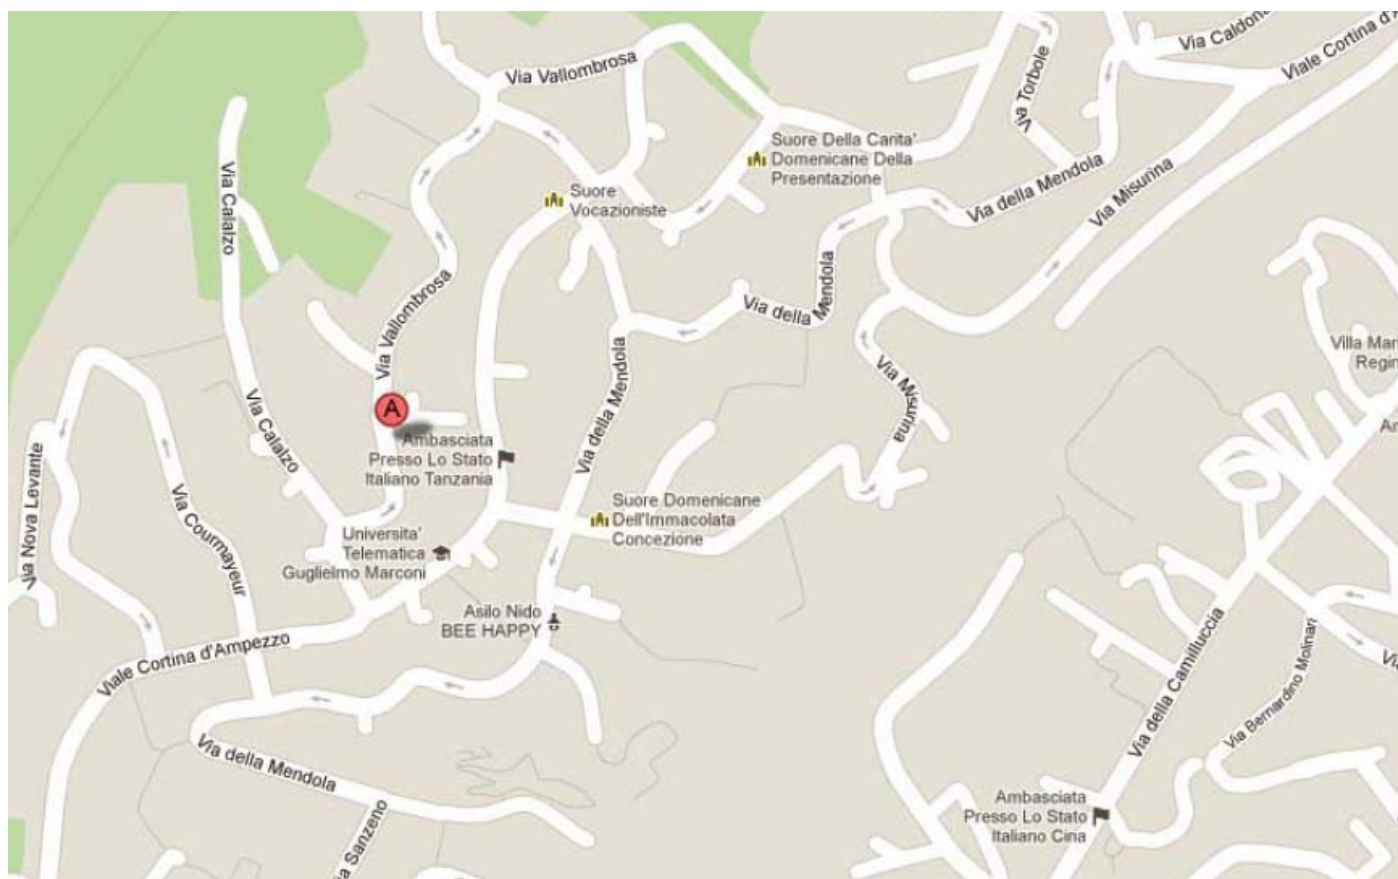 Via Vallombrosa
Via Torbole
Via Caldona
Viale Cortina d'A
Suore Della Carita'
Domenicane Della
Presentazione
Via Calalzo
Suore
Vocazioniste
Via della Mendola
Via Misurina
Via Vallombrosa
Via della Mendola
Villa Mar
Regin
Via della Mendola
Via Misurina
A
Via Calalzo
Ambasciata
Presso Lo Stato
Italiano Tanzania
An
Via Nova Levante
Via Courmayeur
Suore Domenicane
Dell'Immacolata
Concezione
Universita'
Telematica
Guglielmo Marconi
Asilo Nido
BEE HAPPY
Viale Cortina d'Ampezzo
Via della Camilluccia
Via Bernardino Molinari
Via
Via della Mendola
Via Sanzeno
Ambasciata
Presso Lo Stato
Italiano Cina